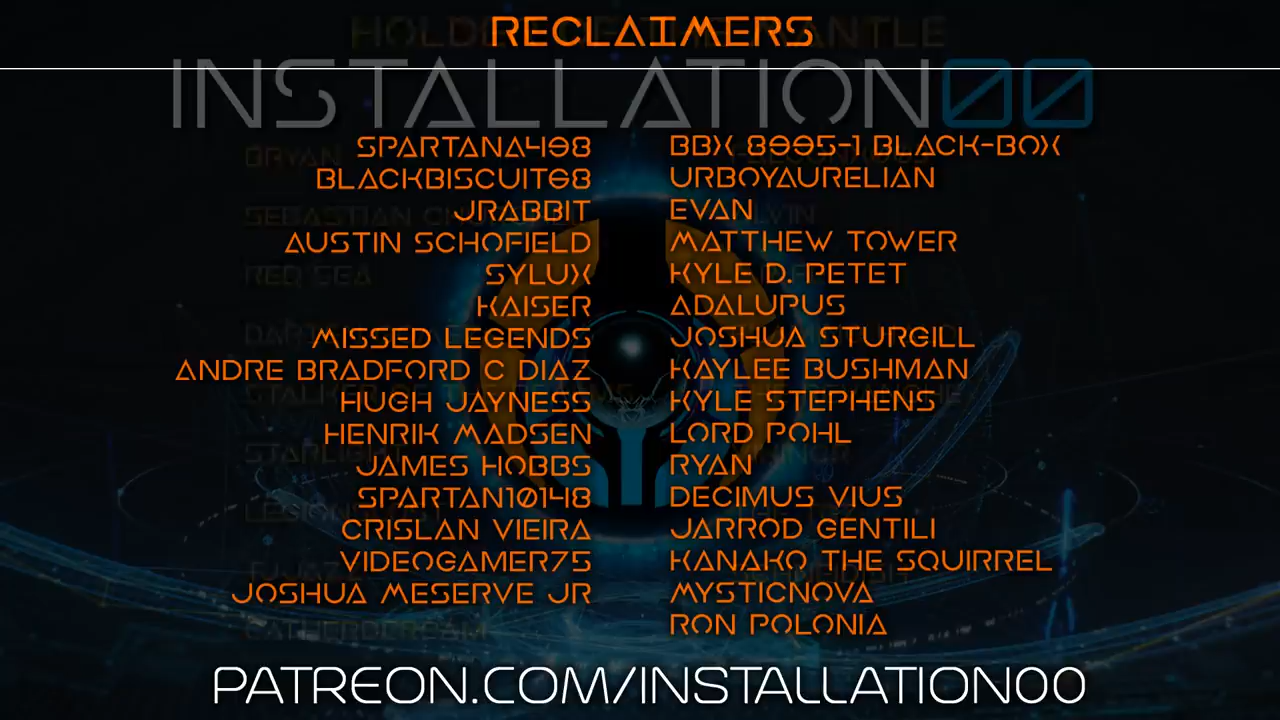 RECLAIMERS
INSTALLATION00
SPARTANA498
BLACKBISCUIT68
JRABBIT
AUSTIN SCHOFIELD
SYLUX
KAISER
MISSED LEGENDS
ANDRE BRADFORD C DIAZ
HUGH JAYNESS
HENRIK MADSEN
JAMES HOBBS
SPARTAN10148
CRISLAN VIEIRA
VIDEOGAMER75
JOSHUA MESERVE JR
BBX 8995-1 BLACK-BOX
URBOYAURELIAN
EVAN
MATTHEW TOWER
KYLE D. PETET
ADALUPUS
JOSHUA STURGILL
KAYLEE BUSHMAN
KYLE STEPHENS
LORD POHL
RYAN
DECIMUS VIUS
JARROD GENTILI
KANAKO THE SQUIRREL
MYSTICNOVA
RON POLONIA
PATREON.COM/INSTALLATION00